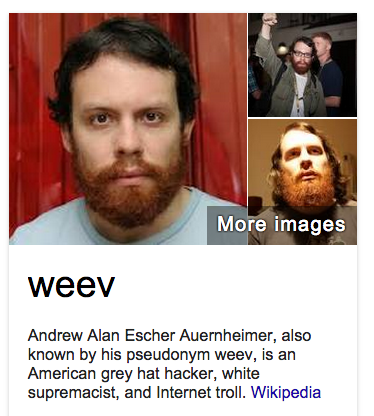 More images
weev
Andrew Alan Escher Auernheimer, also
known by his pseudonym weev, is an
American grey hat hacker, white
supremacist, and Internet troll. Wikipedia